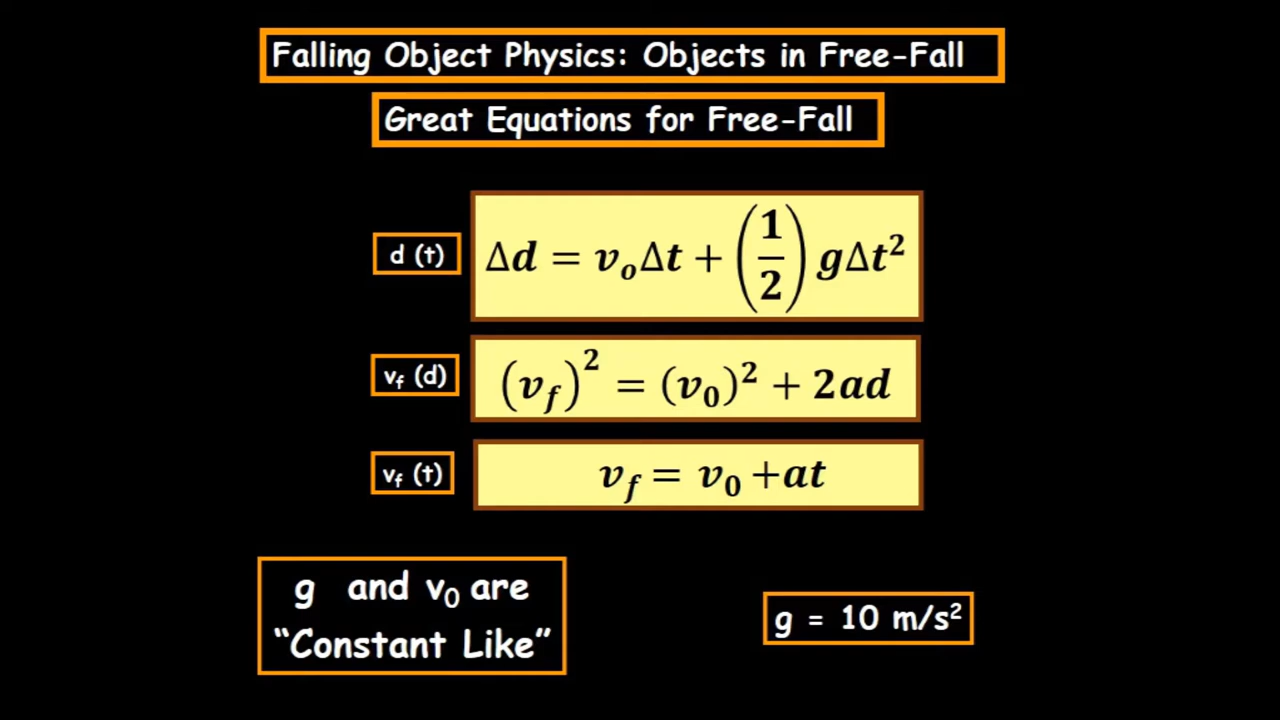 Falling Object Physics: Objects in Free-Fall
Great Equations for Free-Fall
d (t)
Δd = vₒΔt + (1/2) gΔt²
v_f (d)
(v_f)² = (v₀)² + 2ad
v_f (t)
v_f = v₀ +at
g and v₀ are
“Constant Like”
g = 10 m/s²